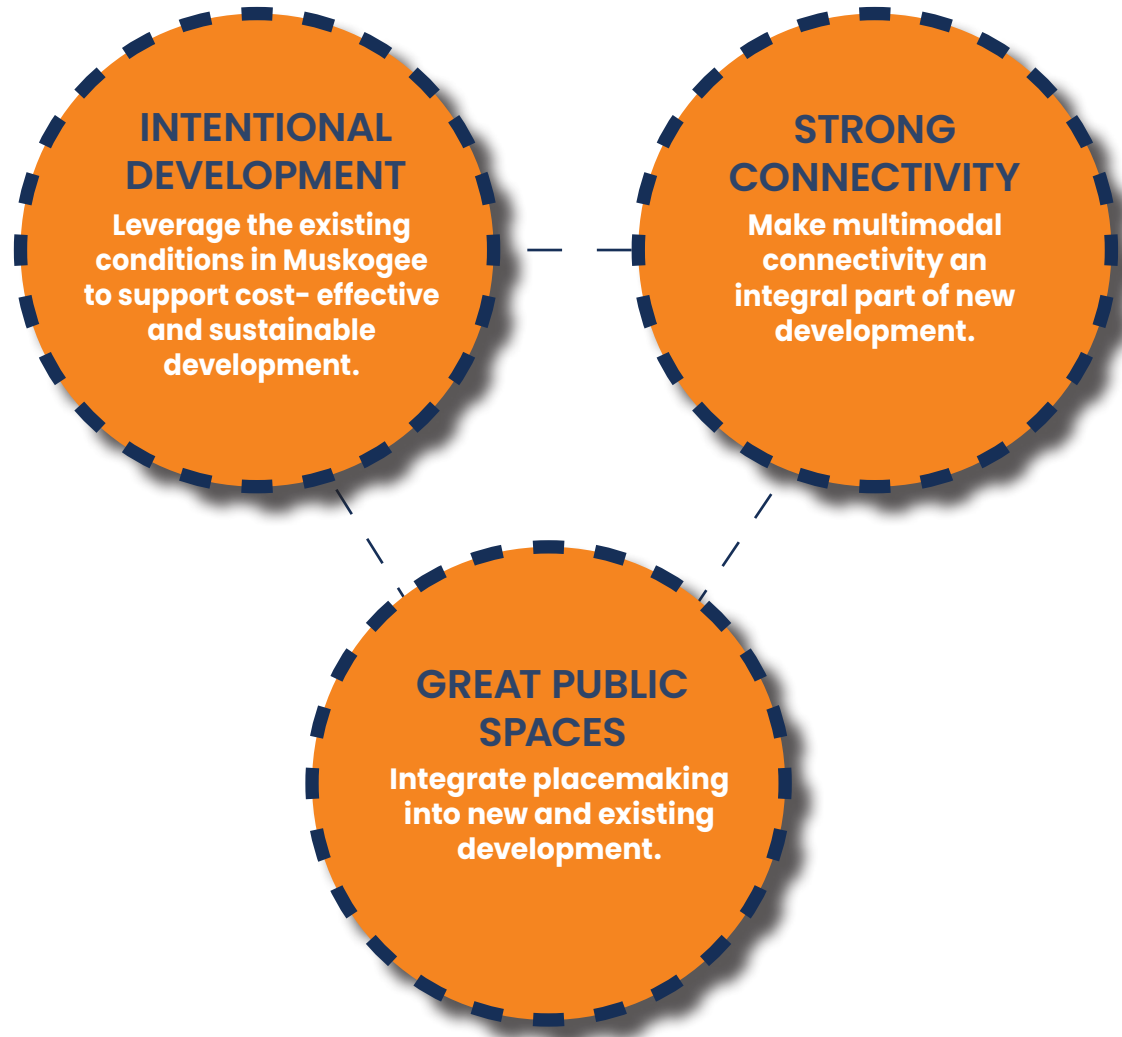 INTENTIONAL
DEVELOPMENT
Leverage the existing
conditions in Muskogee
to support cost- effective
and sustainable
development.
STRONG
CONNECTIVITY
Make multimodal
connectivity an
integral part of new
development.
GREAT PUBLIC
SPACES
Integrate placemaking
into new and existing
development.